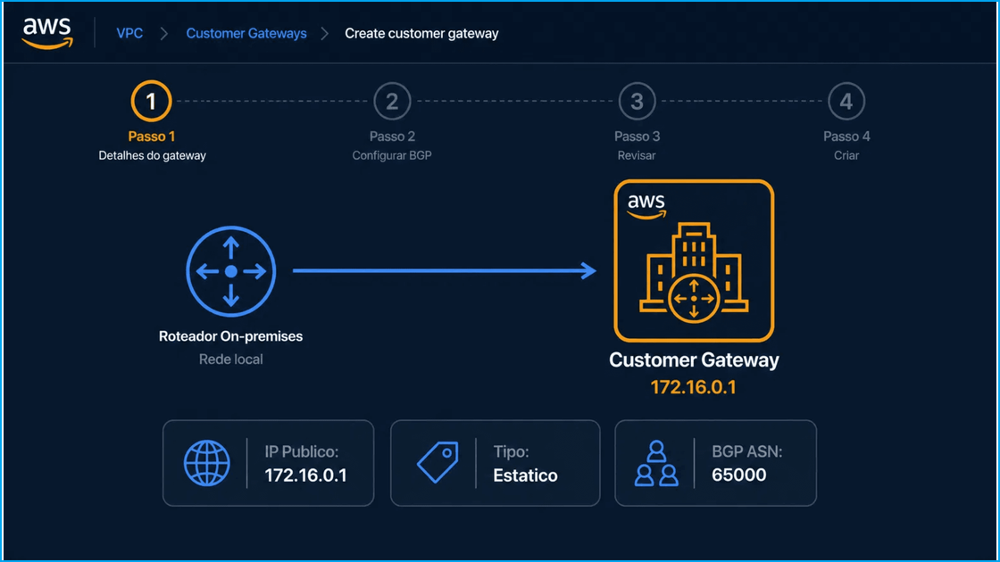 aws
VPC > Customer Gateways > Create customer gateway
1
2
3
4
Passo 1
Passo 2
Passo 3
Passo 4
Detalhes do gateway
Configurar BGP
Revisar
Criar
aws
Roteador On-premises
Rede local
Customer Gateway
172.16.0.1
IP Publico:
172.16.0.1
Tipo:
Estatico
BGP ASN:
65000